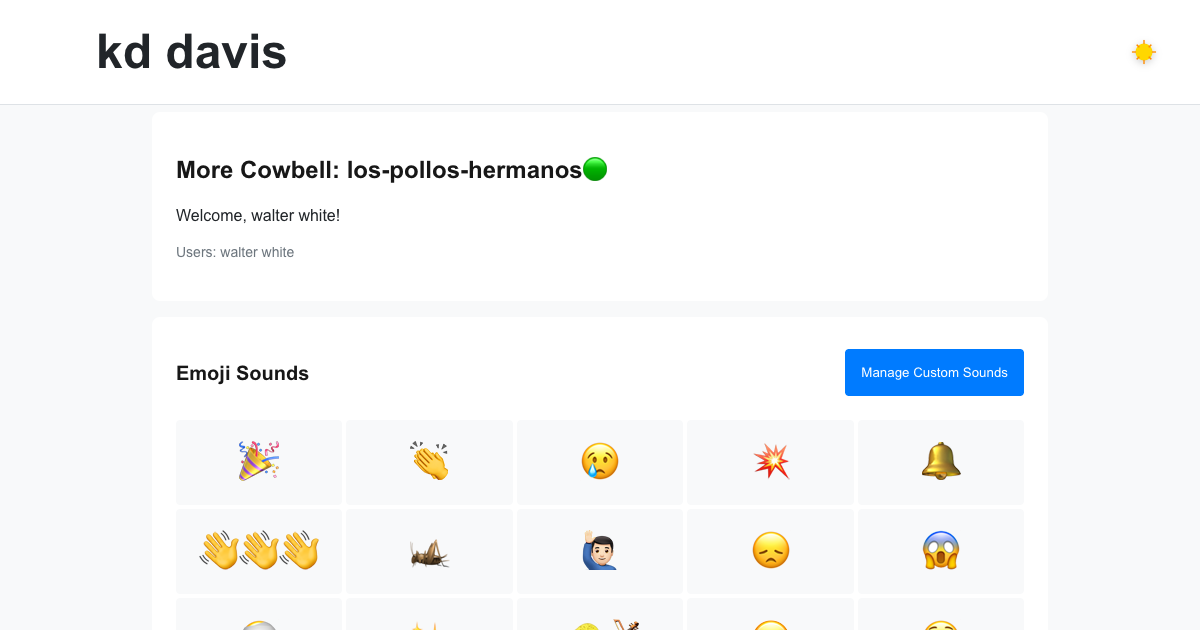 kd davis
More Cowbell: los-pollos-hermanos
Welcome, walter white!
Users: walter white
Emoji Sounds
Manage Custom Sounds